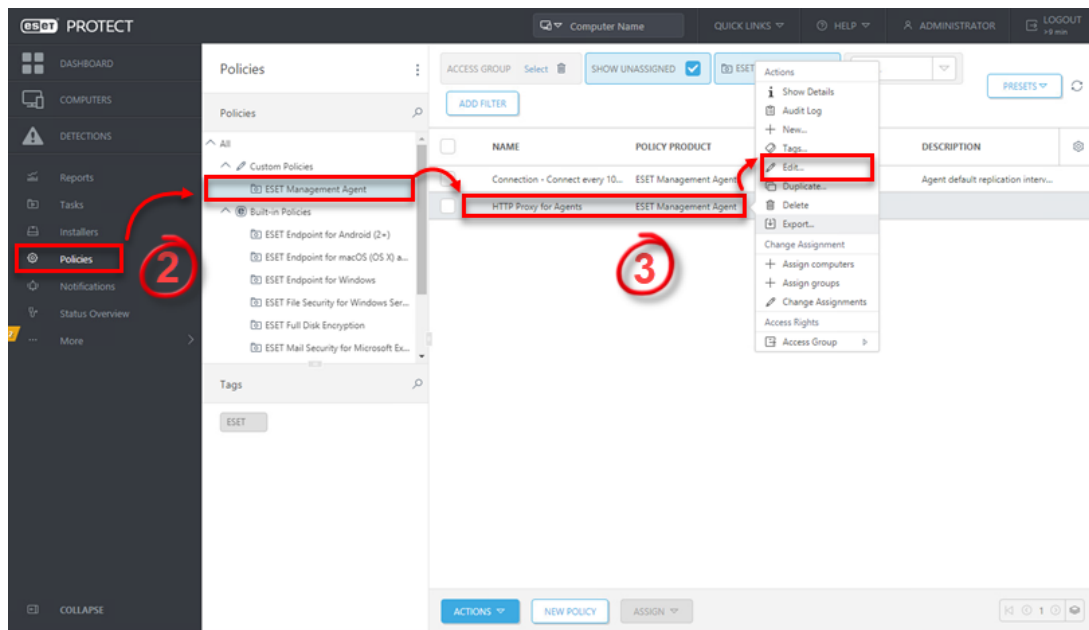 eset PROTECT
Computer Name
QUICK LINKS
HELP
ADMINISTRATOR
LOGOUT
>9 min
DASHBOARD
COMPUTERS
DETECTIONS
Reports
Tasks
Installers
Policies
Notifications
Status Overview
More
COLLAPSE
Policies
Policies
All
Custom Policies
ESET Management Agent
Built-in Policies
ESET Endpoint for Android (2+)
ESET Endpoint for macOS (OS X) a...
ESET Endpoint for Windows
ESET File Security for Windows Ser...
ESET Full Disk Encryption
ESET Mail Security for Microsoft Ex...
Tags
ESET
2
ACCESS GROUP Select
SHOW UNASSIGNED
ESET
PRESETS
ADD FILTER
NAME POLICY PRODUCT DESCRIPTION
Connection - Connect every 10... ESET Management Agent Agent default replication interv...
HTTP Proxy for Agents ESET Management Agent
3
Actions
Show Details
Audit Log
New...
Tags...
Edit...
Duplicate...
Delete
Export...
Change Assignment
Assign computers
Assign groups
Change Assignments
Access Rights
Access Group
ACTIONS
NEW POLICY
ASSIGN
1